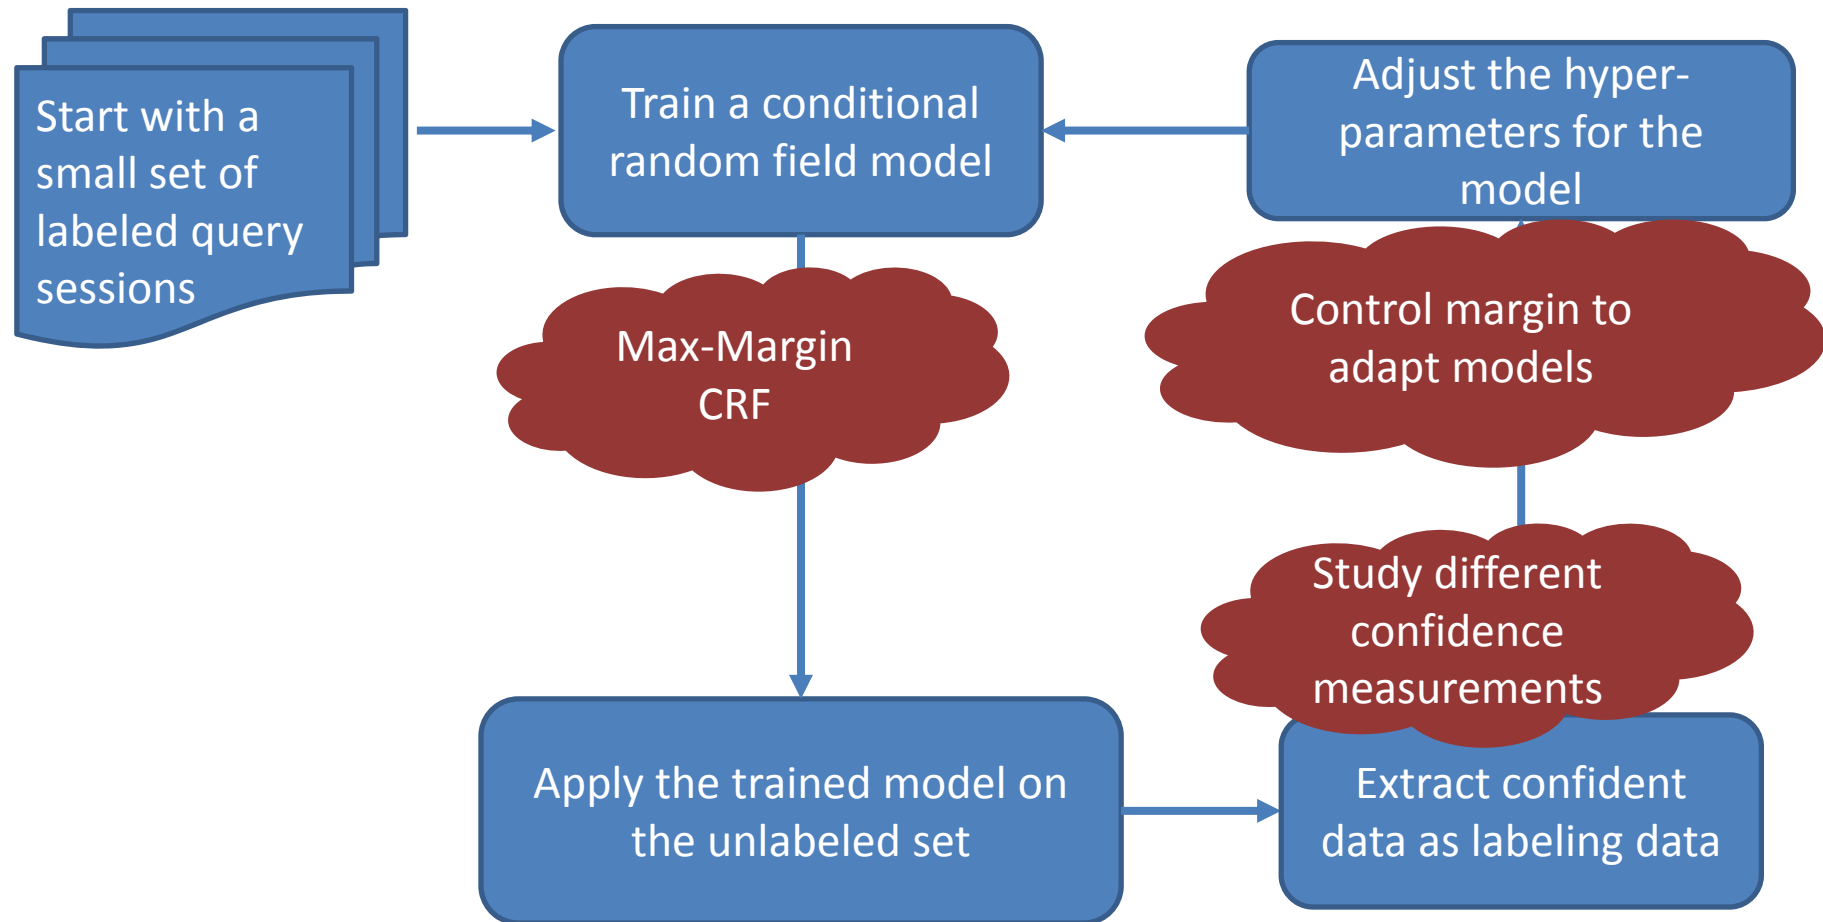 Start with a
small set of
labeled query
sessions
Train a conditional
random field model
Adjust the hyper-
parameters for the
model
Max-Margin
CRF
Control margin to
adapt models
Study different
confidence
measurements
Apply the trained model on
the unlabeled set
Extract confident
data as labeling data